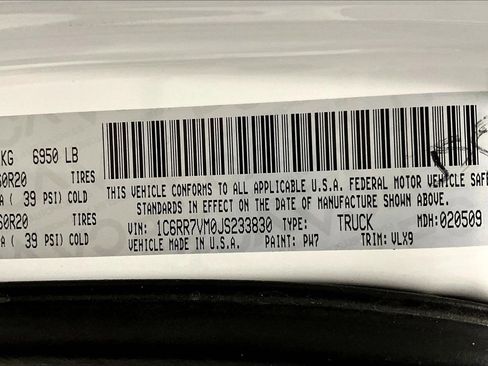 KG 6950 LB
THIS VEHICLE CONFORMS TO ALL APPLICABLE U.S.A. FEDERAL MOTOR VEHICLE SAFE
STANDARDS IN EFFECT ON THE DATE OF MANUFACTURE SHOWN ABOVE.
VIN: 1C6RR7VM0JS233830 TYPE: TRUCK MDH:020509
VEHICLE MADE IN U.S.A. PAINT: PW7 TRIM: VLX9
60R20 TIRES
A ( 39 PSI) COLD
60R20 TIRES
A ( 39 PSI) COLD